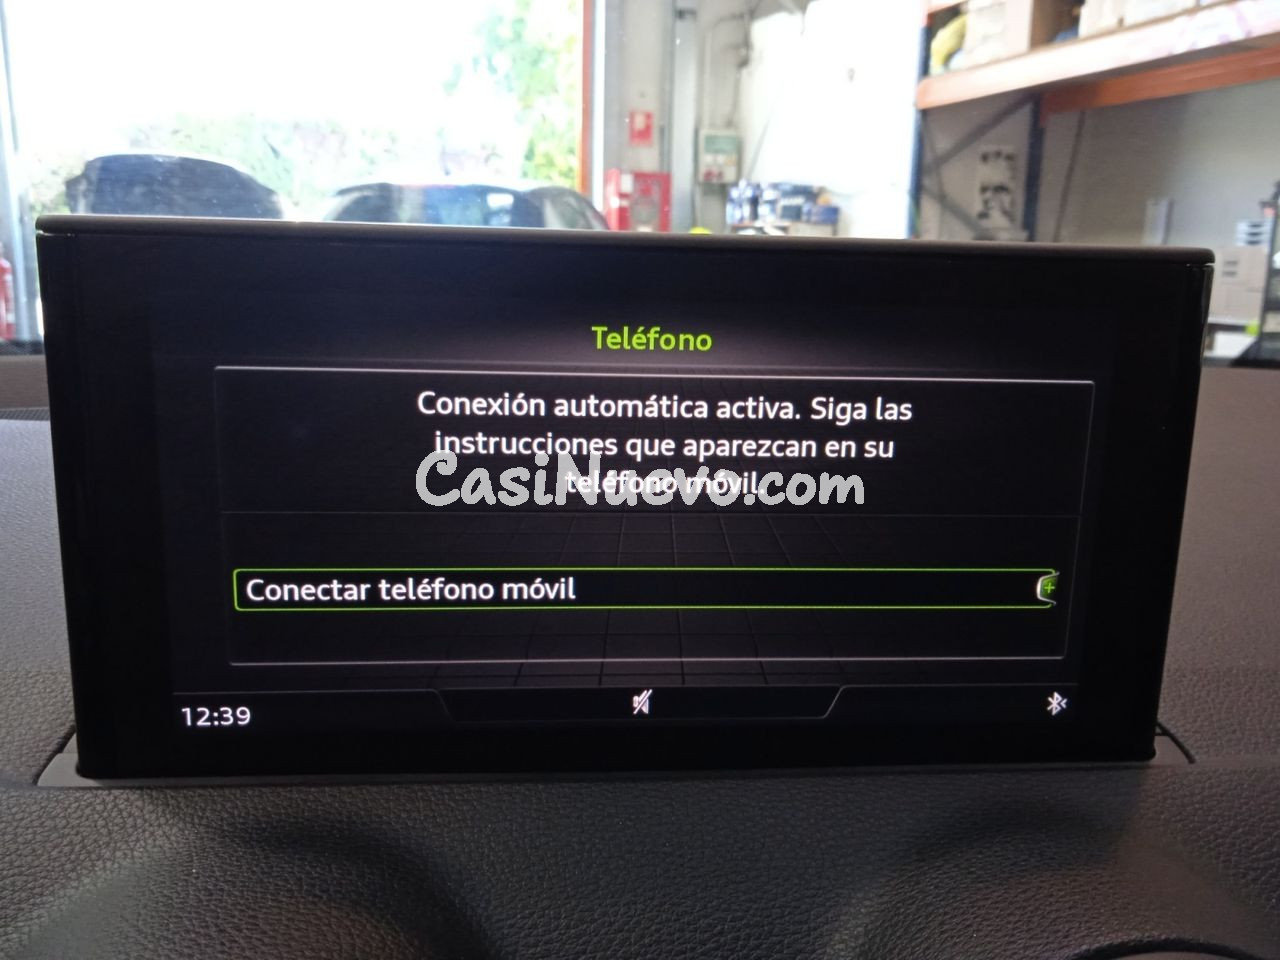 Teléfono
Conexión automática activa. Siga las
instrucciones que aparezcan en su
teléfono móvil.
CasiNuevo.com
Conectar teléfono móvil
12:39